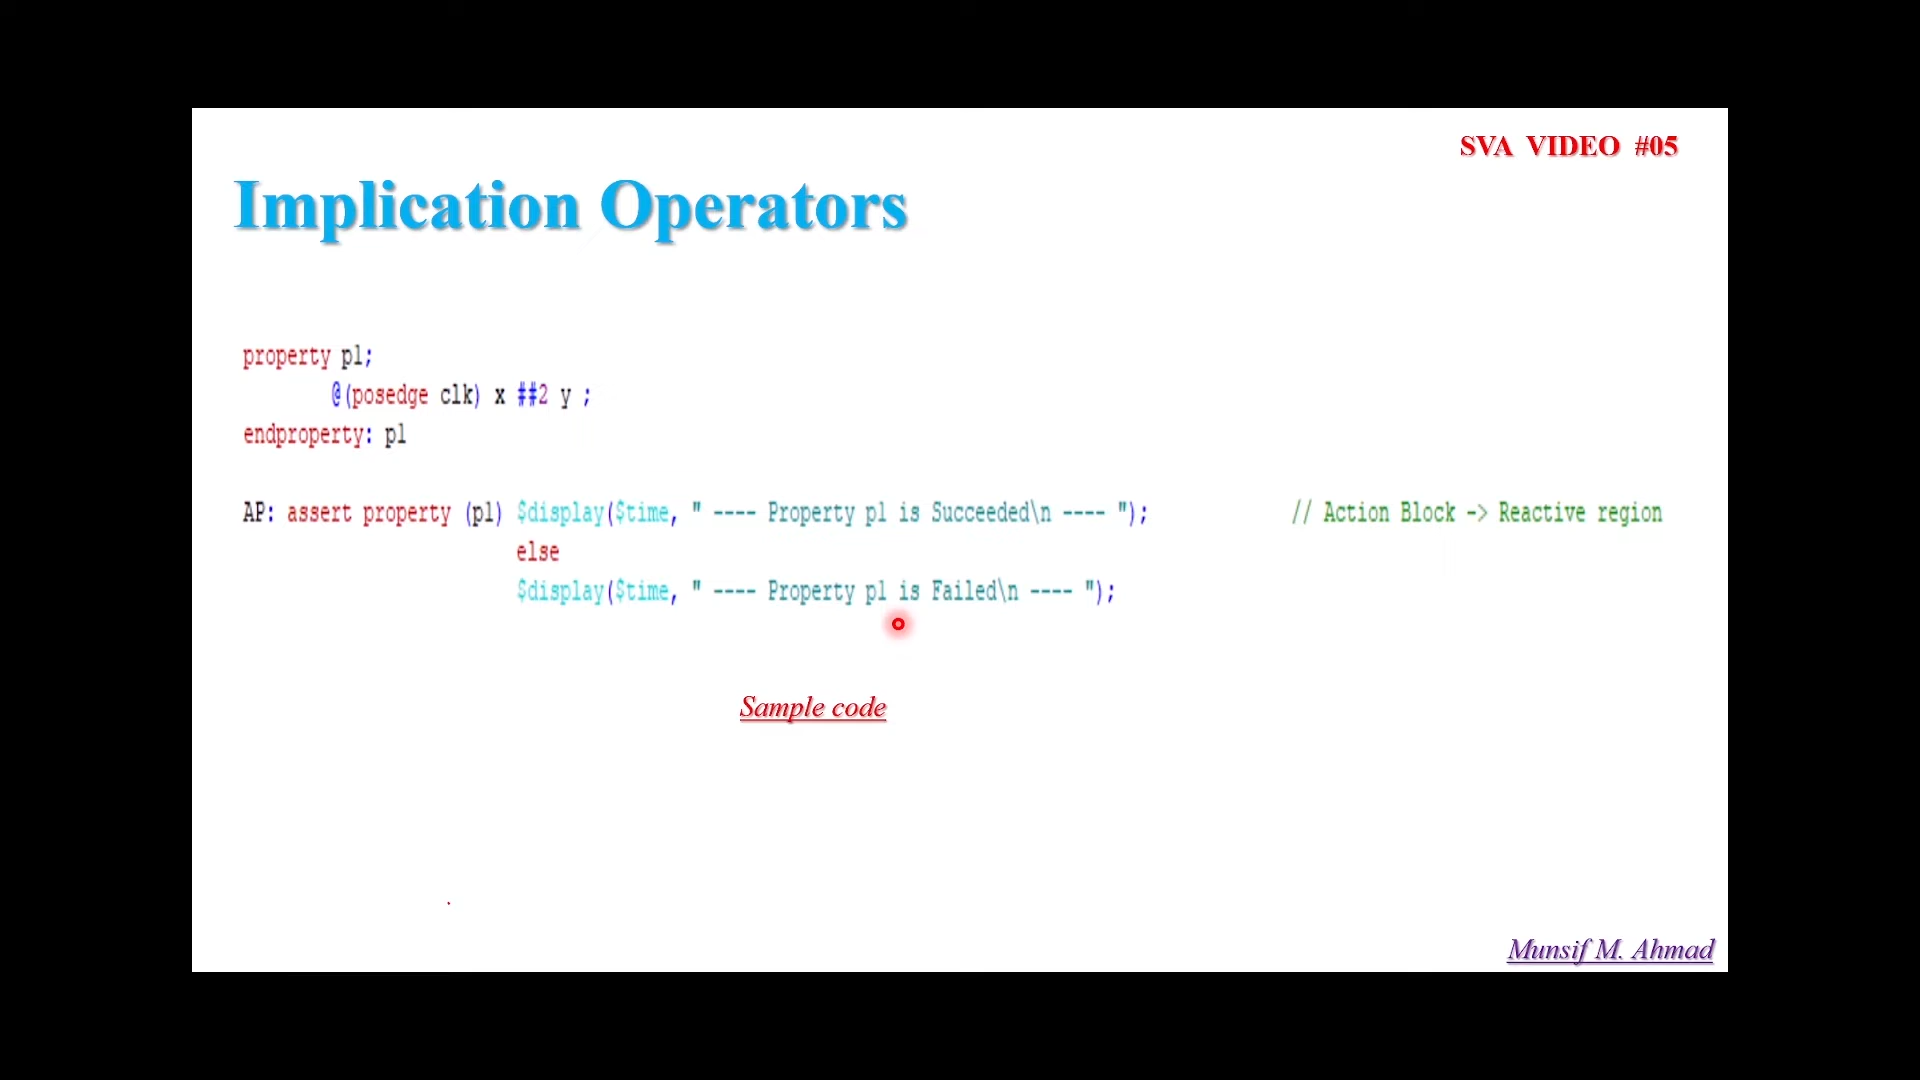 SVA VIDEO #05
Implication Operators
property p1;
@(posedge clk) x ##2 y ;
endproperty: p1
AP: assert property (p1) $display($time, " ---- Property p1 is Succeeded\n ---- "); // Action Block -> Reactive region
else
$display($time, " ---- Property p1 is Failed\n ---- ");
Sample code
Munsif M. Ahmad